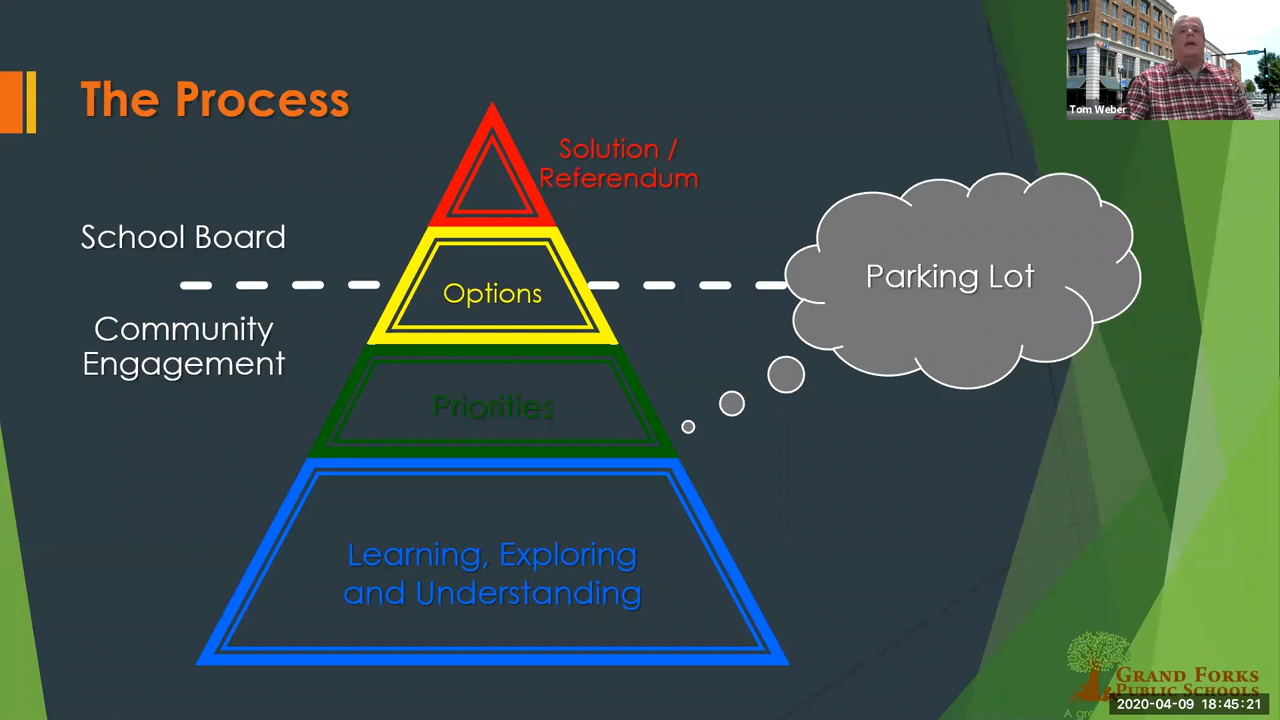 The Process
Tom Weber
Solution /
Referendum
School Board
Parking Lot
Options
Community
Engagement
Priorities
Learning, Exploring
and Understanding
GRAND FORKS
PUBLIC SCHOOLS
2020-04-09 18:45:21